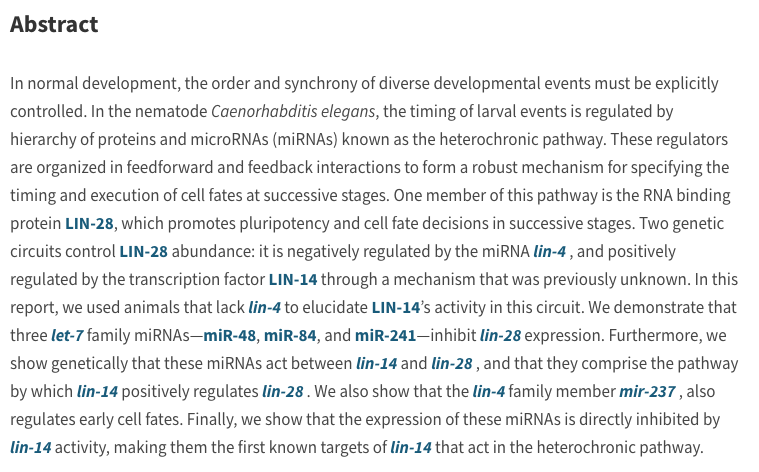 Abstract
In normal development, the order and synchrony of diverse developmental events must be explicitly
controlled. In the nematode Caenorhabditis elegans, the timing of larval events is regulated by
hierarchy of proteins and microRNAs (miRNAs) known as the heterochronic pathway. These regulators
are organized in feedforward and feedback interactions to form a robust mechanism for specifying the
timing and execution of cell fates at successive stages. One member of this pathway is the RNA binding
protein LIN-28, which promotes pluripotency and cell fate decisions in successive stages. Two genetic
circuits control LIN-28 abundance: it is negatively regulated by the miRNA lin-4 , and positively
regulated by the transcription factor LIN-14 through a mechanism that was previously unknown. In this
report, we used animals that lack lin-4 to elucidate LIN-14’s activity in this circuit. We demonstrate that
three let-7 family miRNAs—miR-48, miR-84, and miR-241—inhibit lin-28 expression. Furthermore, we
show genetically that these miRNAs act between lin-14 and lin-28 , and that they comprise the pathway
by which lin-14 positively regulates lin-28 . We also show that the lin-4 family member mir-237 , also
regulates early cell fates. Finally, we show that the expression of these miRNAs is directly inhibited by
lin-14 activity, making them the first known targets of lin-14 that act in the heterochronic pathway.